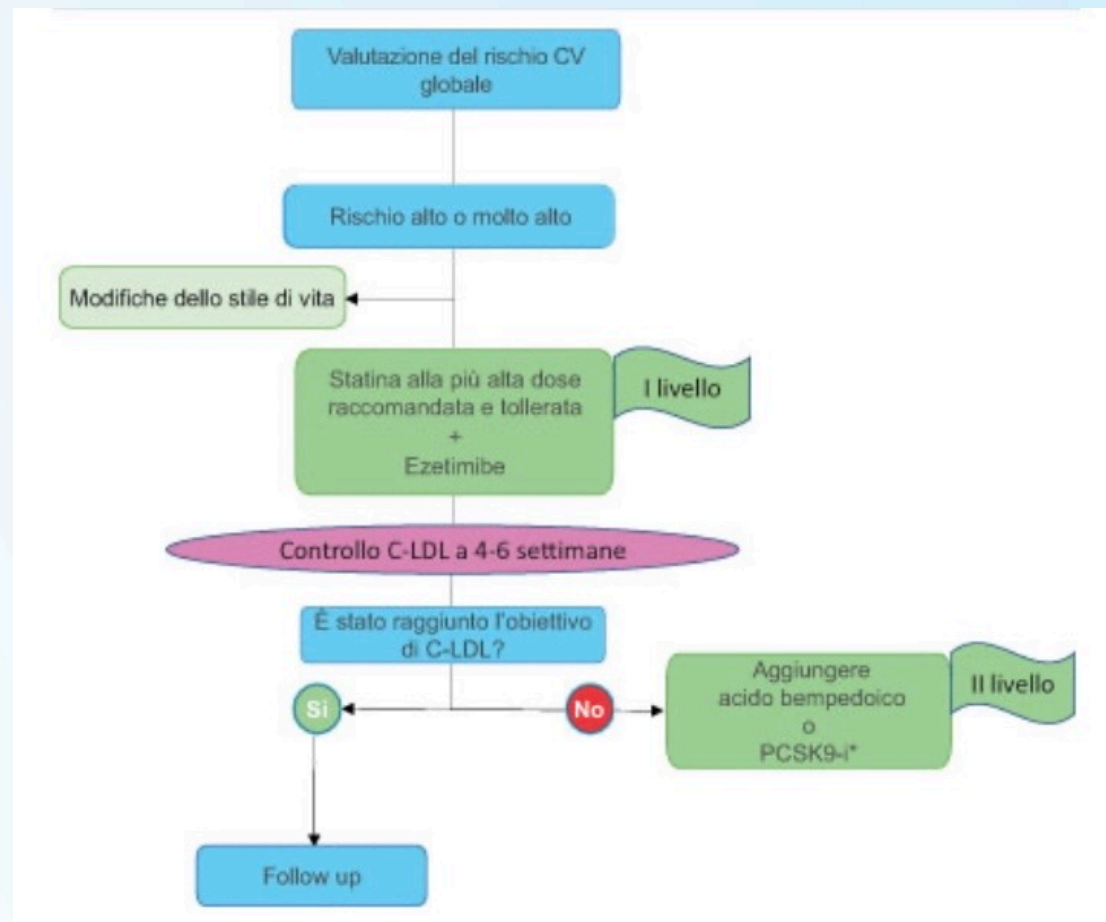 Valutazione del rischio CV
globale
Rischio alto o molto alto
Modifiche dello stile di vita
Statina alla più alta dose
raccomandata e tollerata
+
Ezetimibe
I livello
Controllo C-LDL a 4-6 settimane
È stato raggiunto l'obiettivo
di C-LDL?
Si
No
Aggiungere
acido bempedoico
o
PCSK9-i*
II livello
Follow up